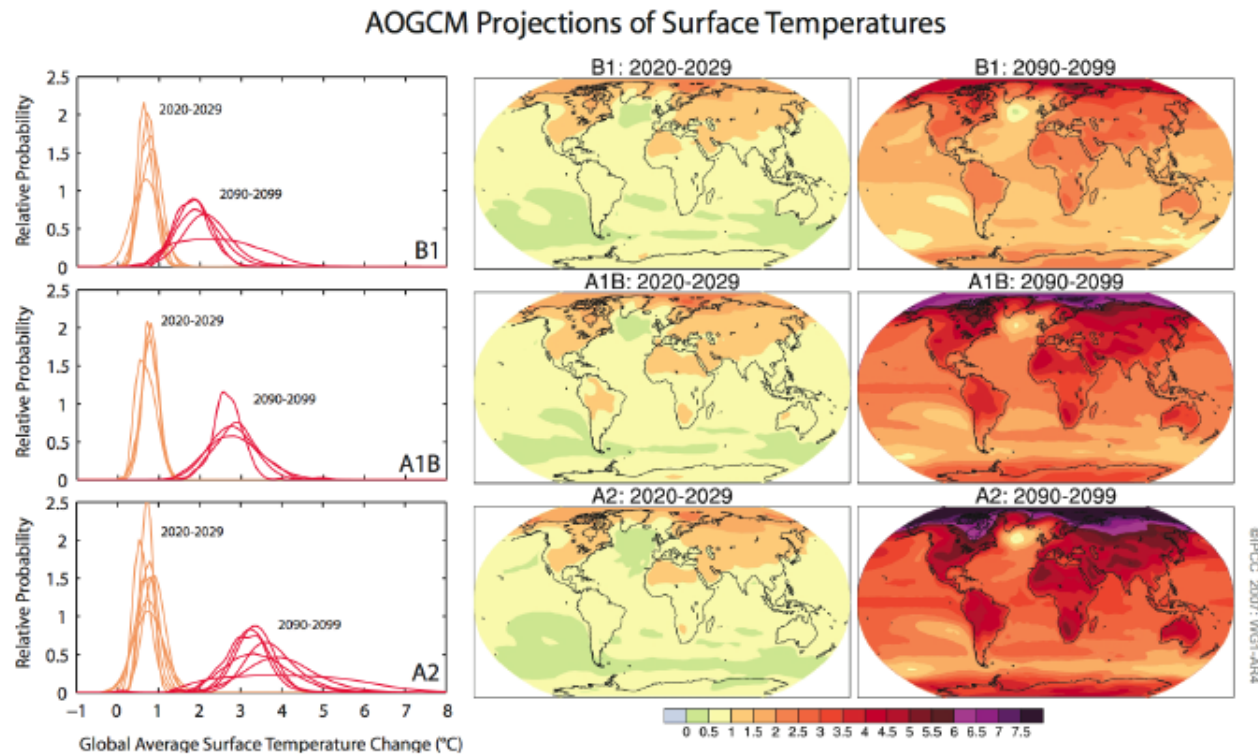 AOGCM Projections of Surface Temperatures
2.5
2
1.5
1
0.5
0
Relative Probability
2020-2029
2090-2099
B1
B1: 2020-2029
B1: 2090-2099
2.5
2
1.5
1
0.5
0
Relative Probability
2020-2029
2090-2099
A1B
A1B: 2020-2029
A1B: 2090-2099
2.5
2
1.5
1
0.5
0
Relative Probability
2020-2029
2090-2099
A2
A2: 2020-2029
A2: 2090-2099
-1 0 1 2 3 4 5 6 7 8
Global Average Surface Temperature Change (°C)
0 0.5 1 1.5 2 2.5 3 3.5 4 4.5 5 5.5 6 6.5 7 7.5
©IPCC 2007: WG1-AR4